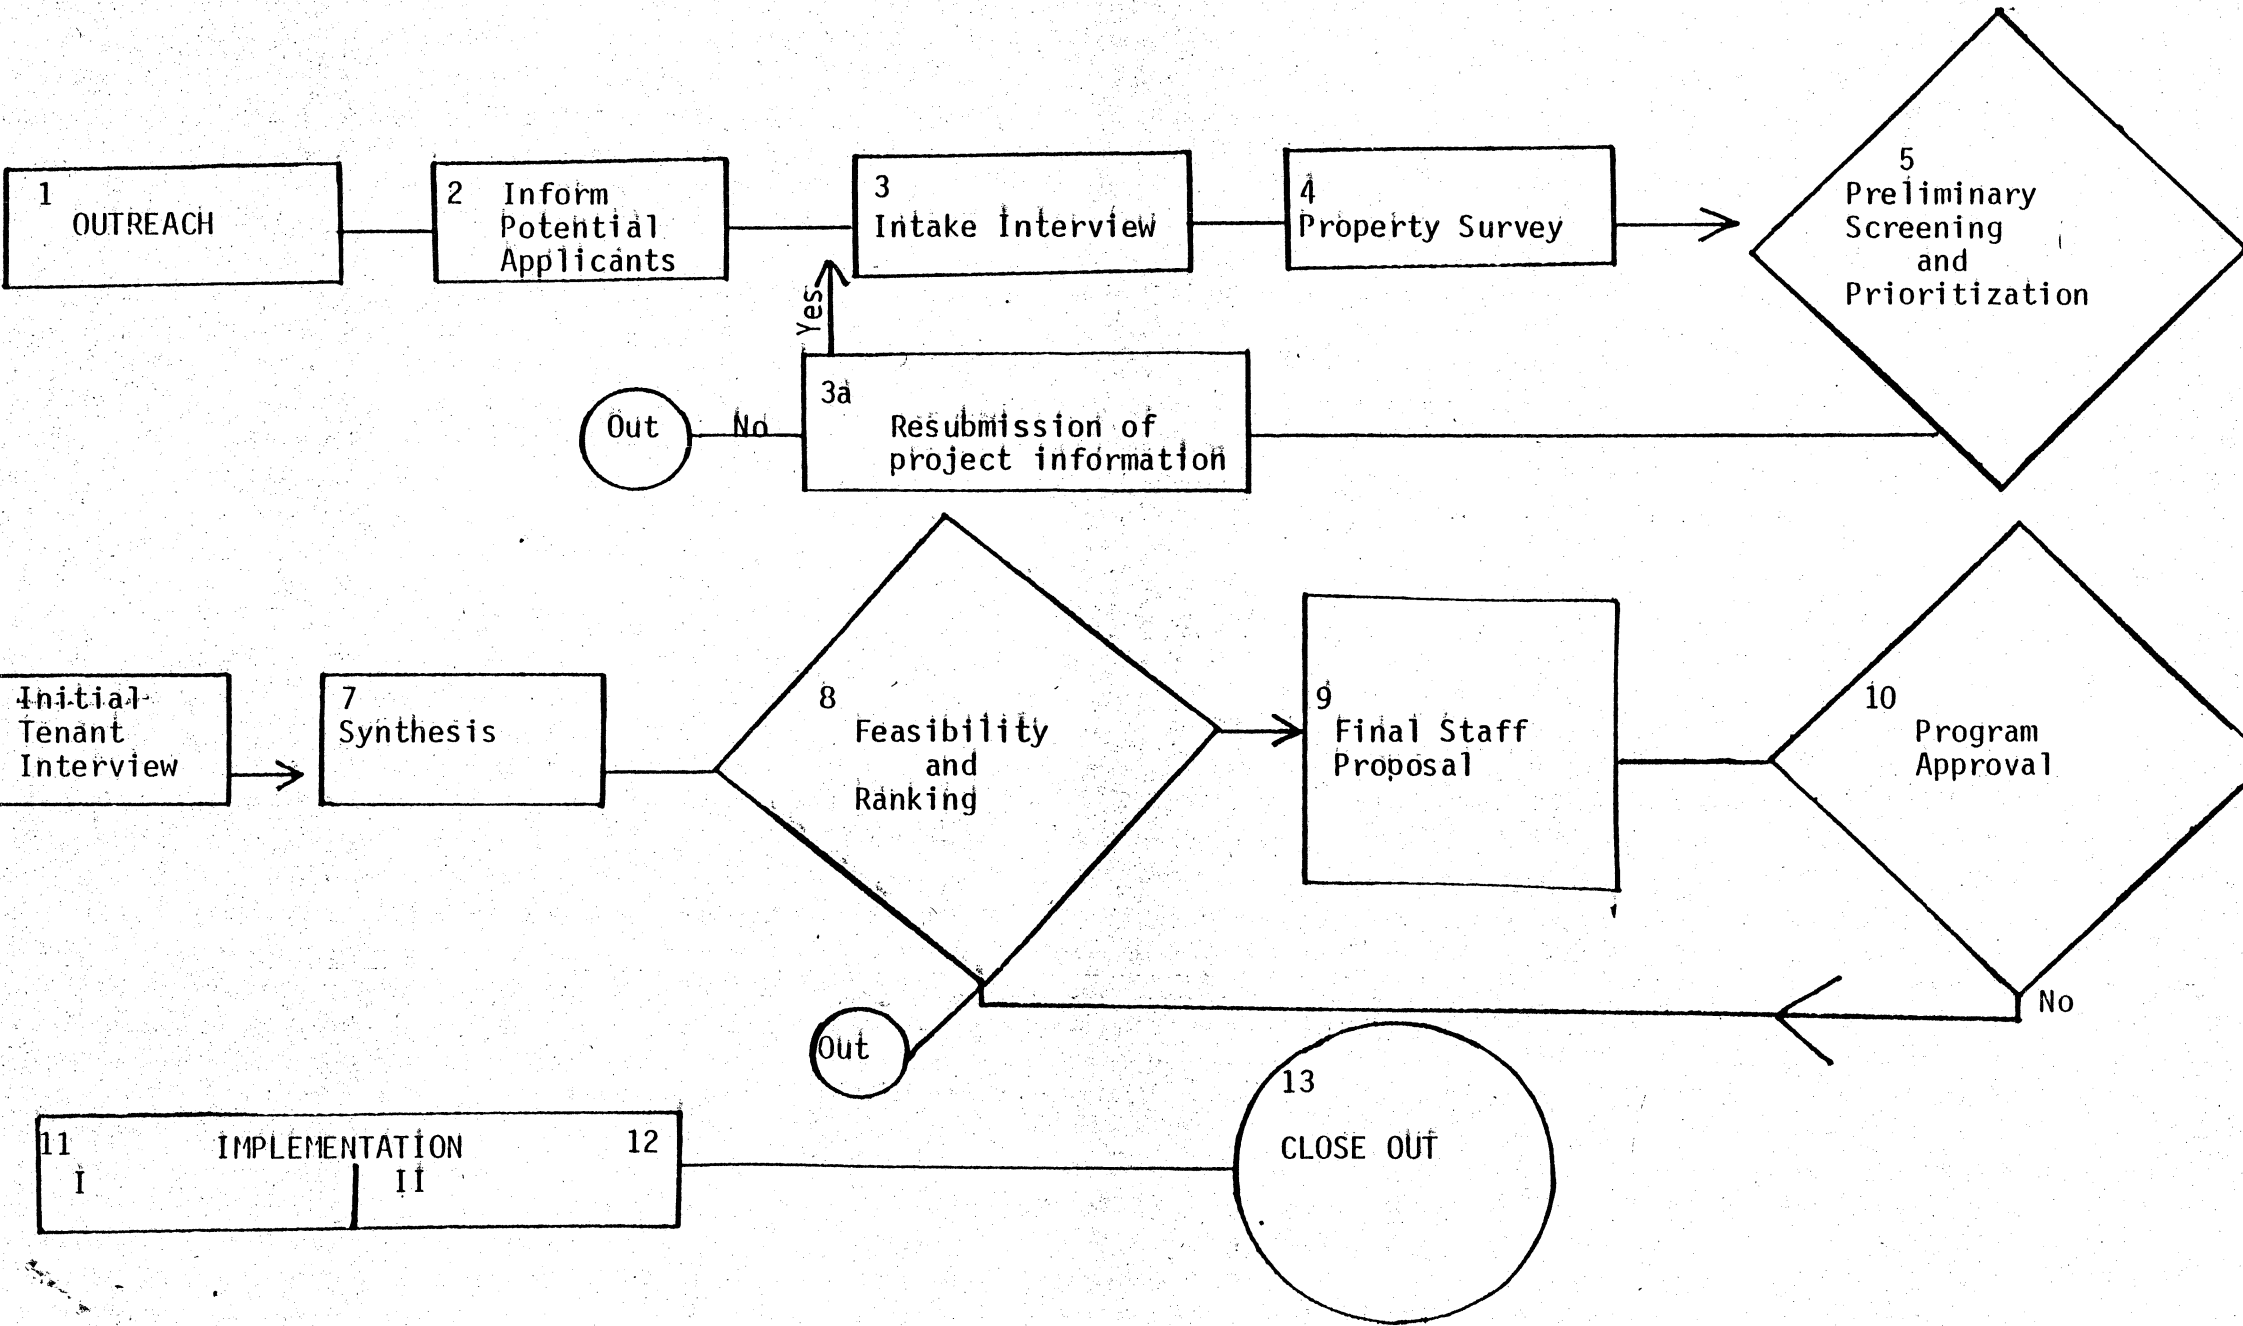 1
OUTREACH
2 Inform
Potential
Applicants
3
Intake Interview
4
Property Survey
5
Preliminary
Screening
and
Prioritization
Yes
Out
No
3a
Resubmission of
project information
Initial
Tenant
Interview
7
Synthesis
8
Feasibility
and
Ranking
9
Final Staff
Proposal
10
Program
Approval
No
Out
11 IMPLEMENTATION 12
I II
13
CLOSE OUT